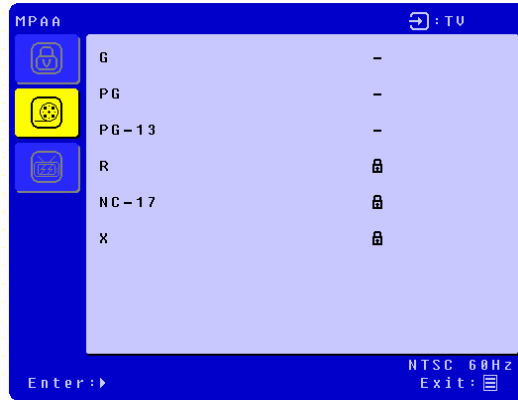 MPAA :TV
G –
PG –
PG-13 –
R
NC-17
X
NTSC 60Hz
Enter: Exit: